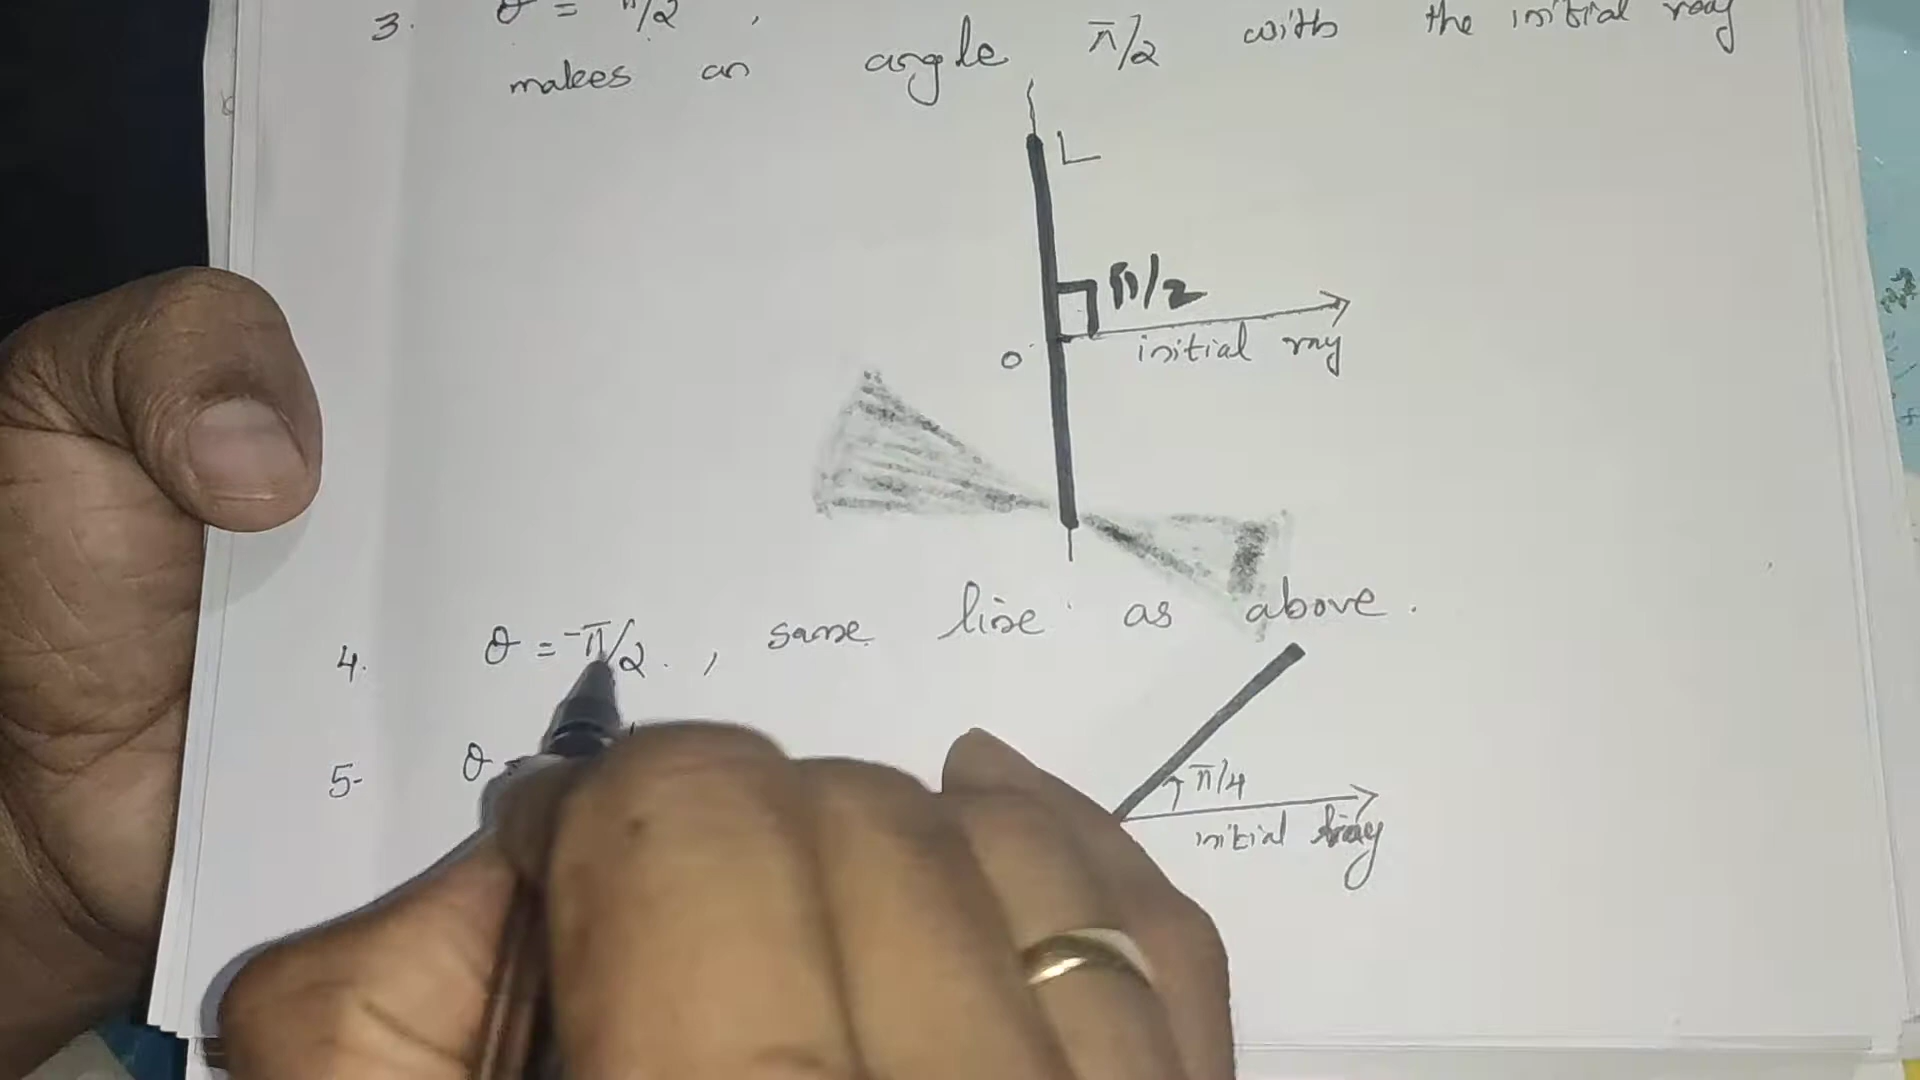 3. θ = π/2 , 
makes an angle π/2 with the initial ray
L
π/2
O
initial ray
4. θ = -π/2 . , same line as above .
5- θ
π/4
initial ray